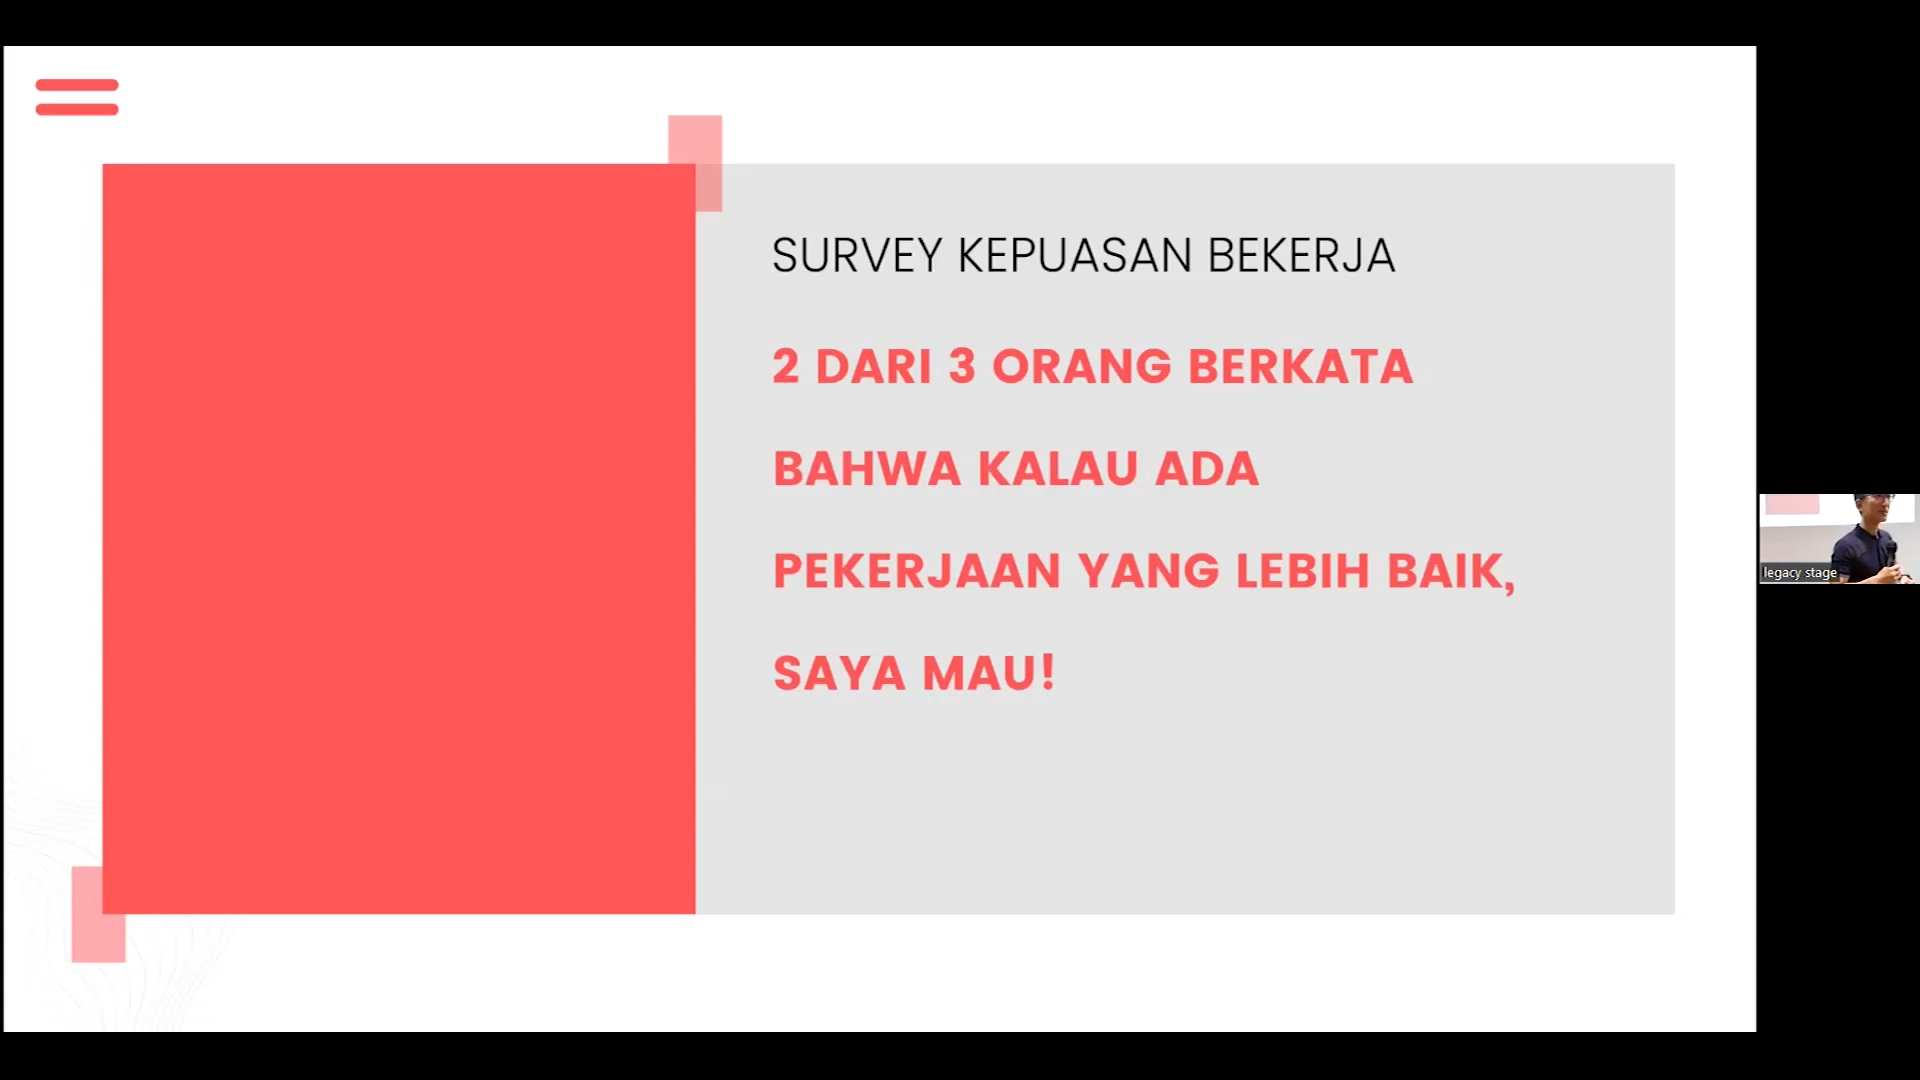 SURVEY KEPUASAN BEKERJA
2 DARI 3 ORANG BERKATA
BAHWA KALAU ADA
PEKERJAAN YANG LEBIH BAIK,
SAYA MAU!
legacy stage